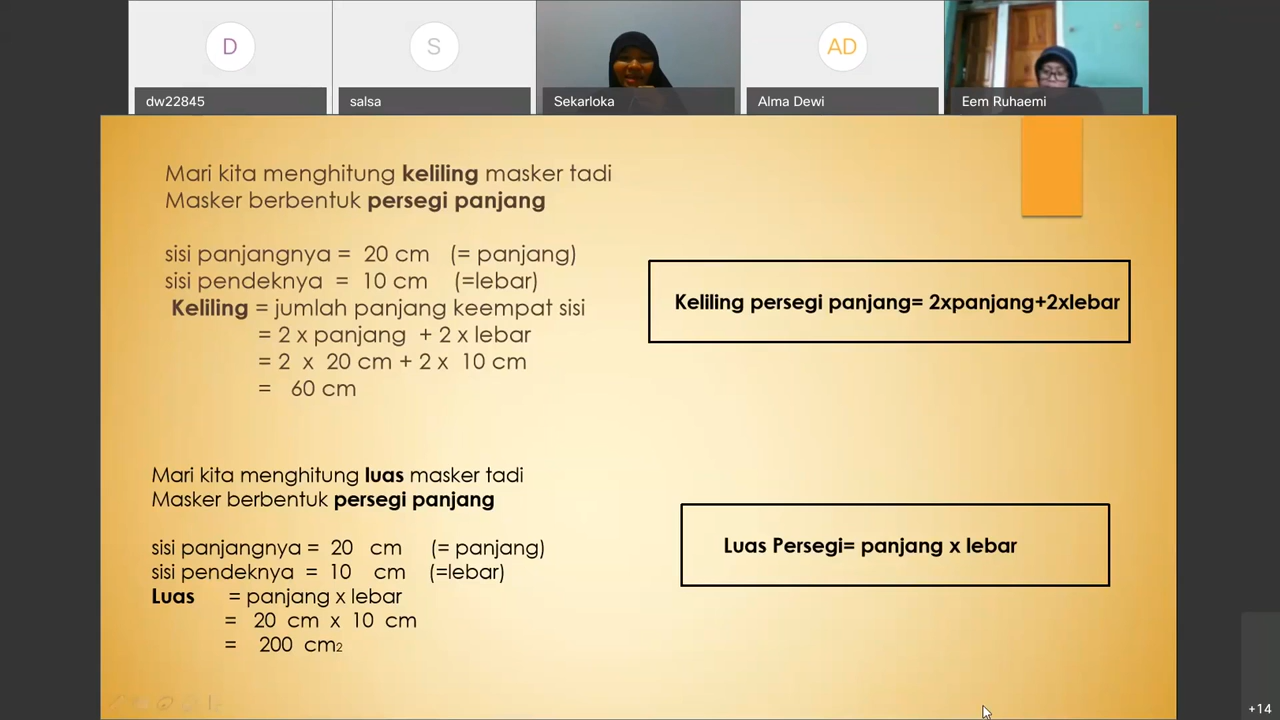 D
S
AD
dw22845
salsa
Sekarloka
Alma Dewi
Eem Ruhaemi
Mari kita menghitung keliling masker tadi
Masker berbentuk persegi panjang
sisi panjangnya = 20 cm (= panjang)
sisi pendeknya = 10 cm (=lebar)
Keliling = jumlah panjang keempat sisi
= 2 x panjang + 2 x lebar
= 2 x 20 cm + 2 x 10 cm
= 60 cm
Keliling persegi panjang= 2xpanjang+2xlebar
Mari kita menghitung luas masker tadi
Masker berbentuk persegi panjang
sisi panjangnya = 20 cm (= panjang)
sisi pendeknya = 10 cm (=lebar)
Luas = panjang x lebar
= 20 cm x 10 cm
= 200 cm2
Luas Persegi= panjang x lebar
+14